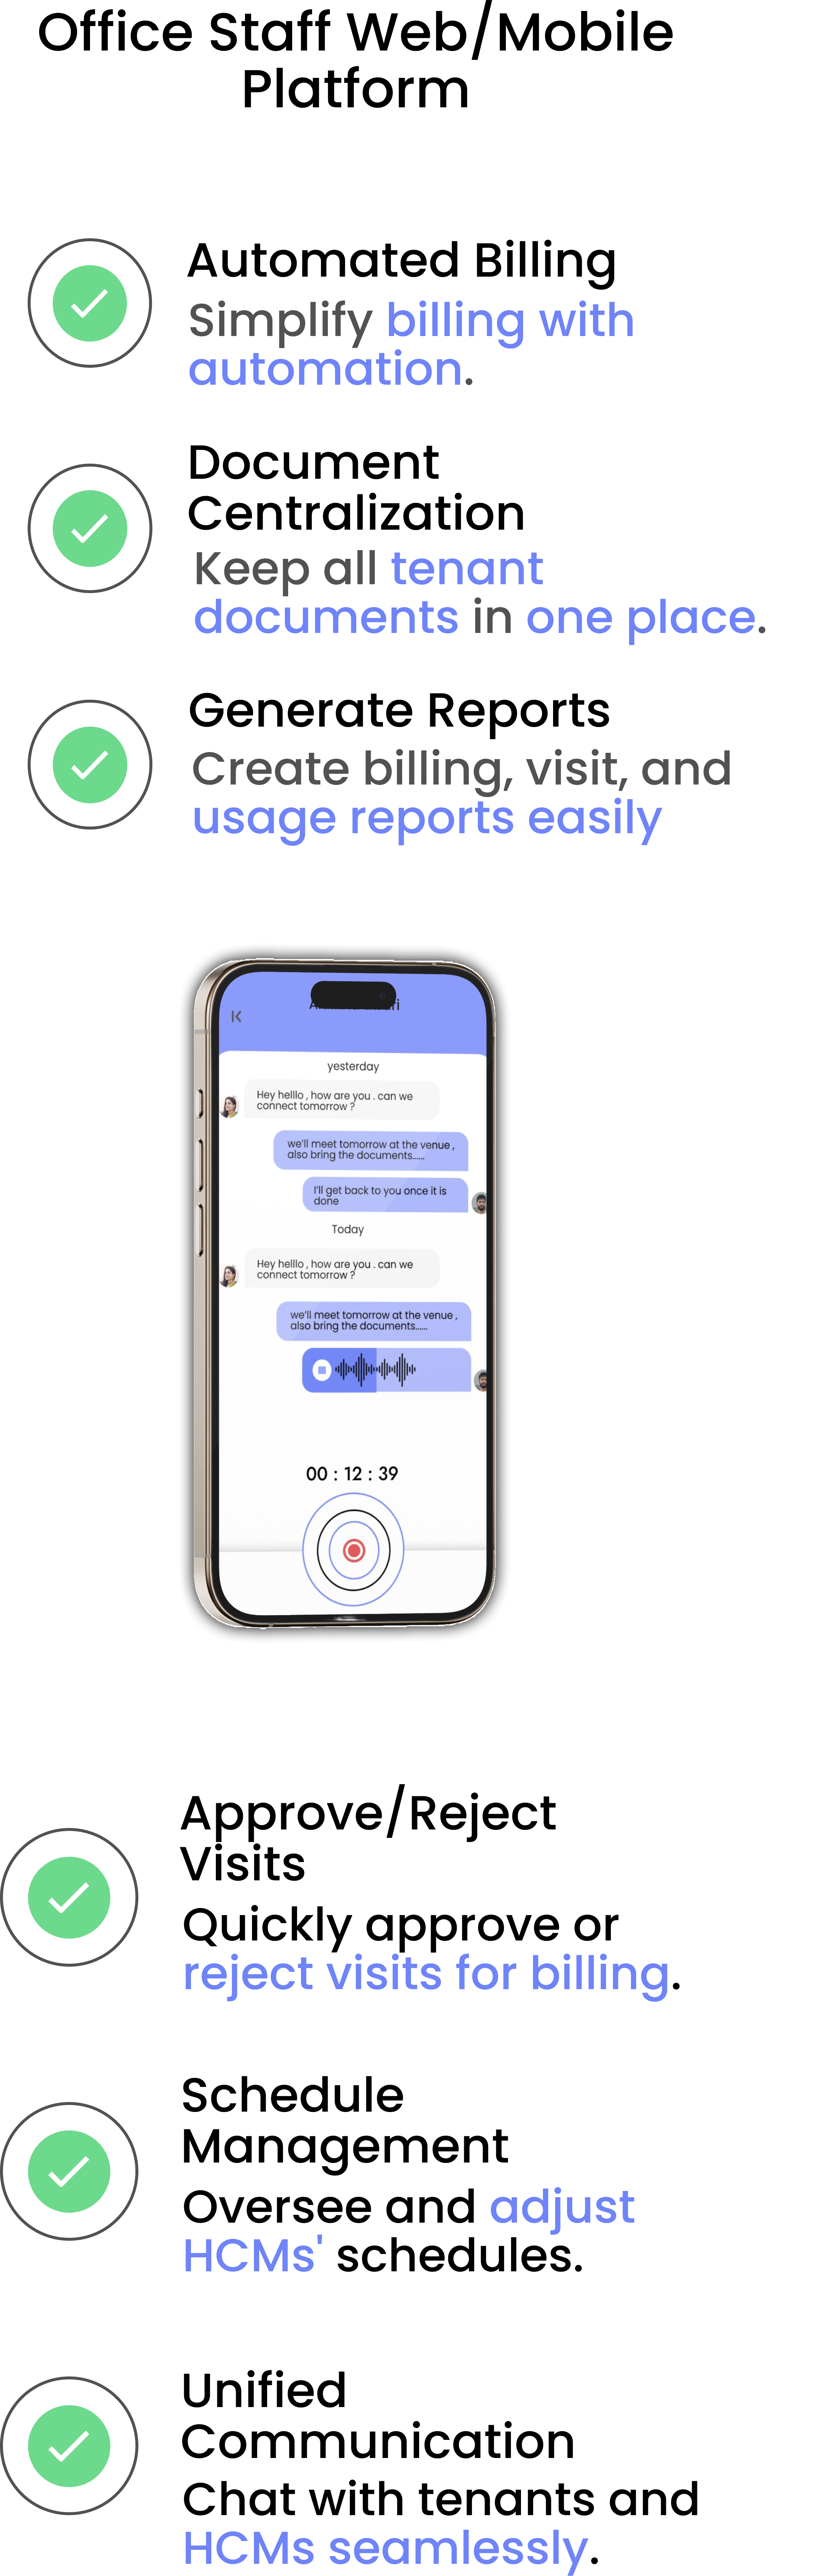 Office Staff Web/Mobile
Platform
Automated Billing
Simplify billing with
automation.
Document
Centralization
Keep all tenant
documents in one place.
Generate Reports
Create billing, visit, and
usage reports easily
yesterday
Hey helllo , how are you . can we
connect tomorrow ?
we'll meet tomorrow at the venue ,
also bring the documents......
I'll get back to you once it is
done
Today
Hey helllo , how are you . can we
connect tomorrow ?
we'll meet tomorrow at the venue ,
also bring the documents......
00 : 12 : 39
Approve/Reject
Visits
Quickly approve or
reject visits for billing.
Schedule
Management
Oversee and adjust
HCMs' schedules.
Unified
Communication
Chat with tenants and
HCMs seamlessly.